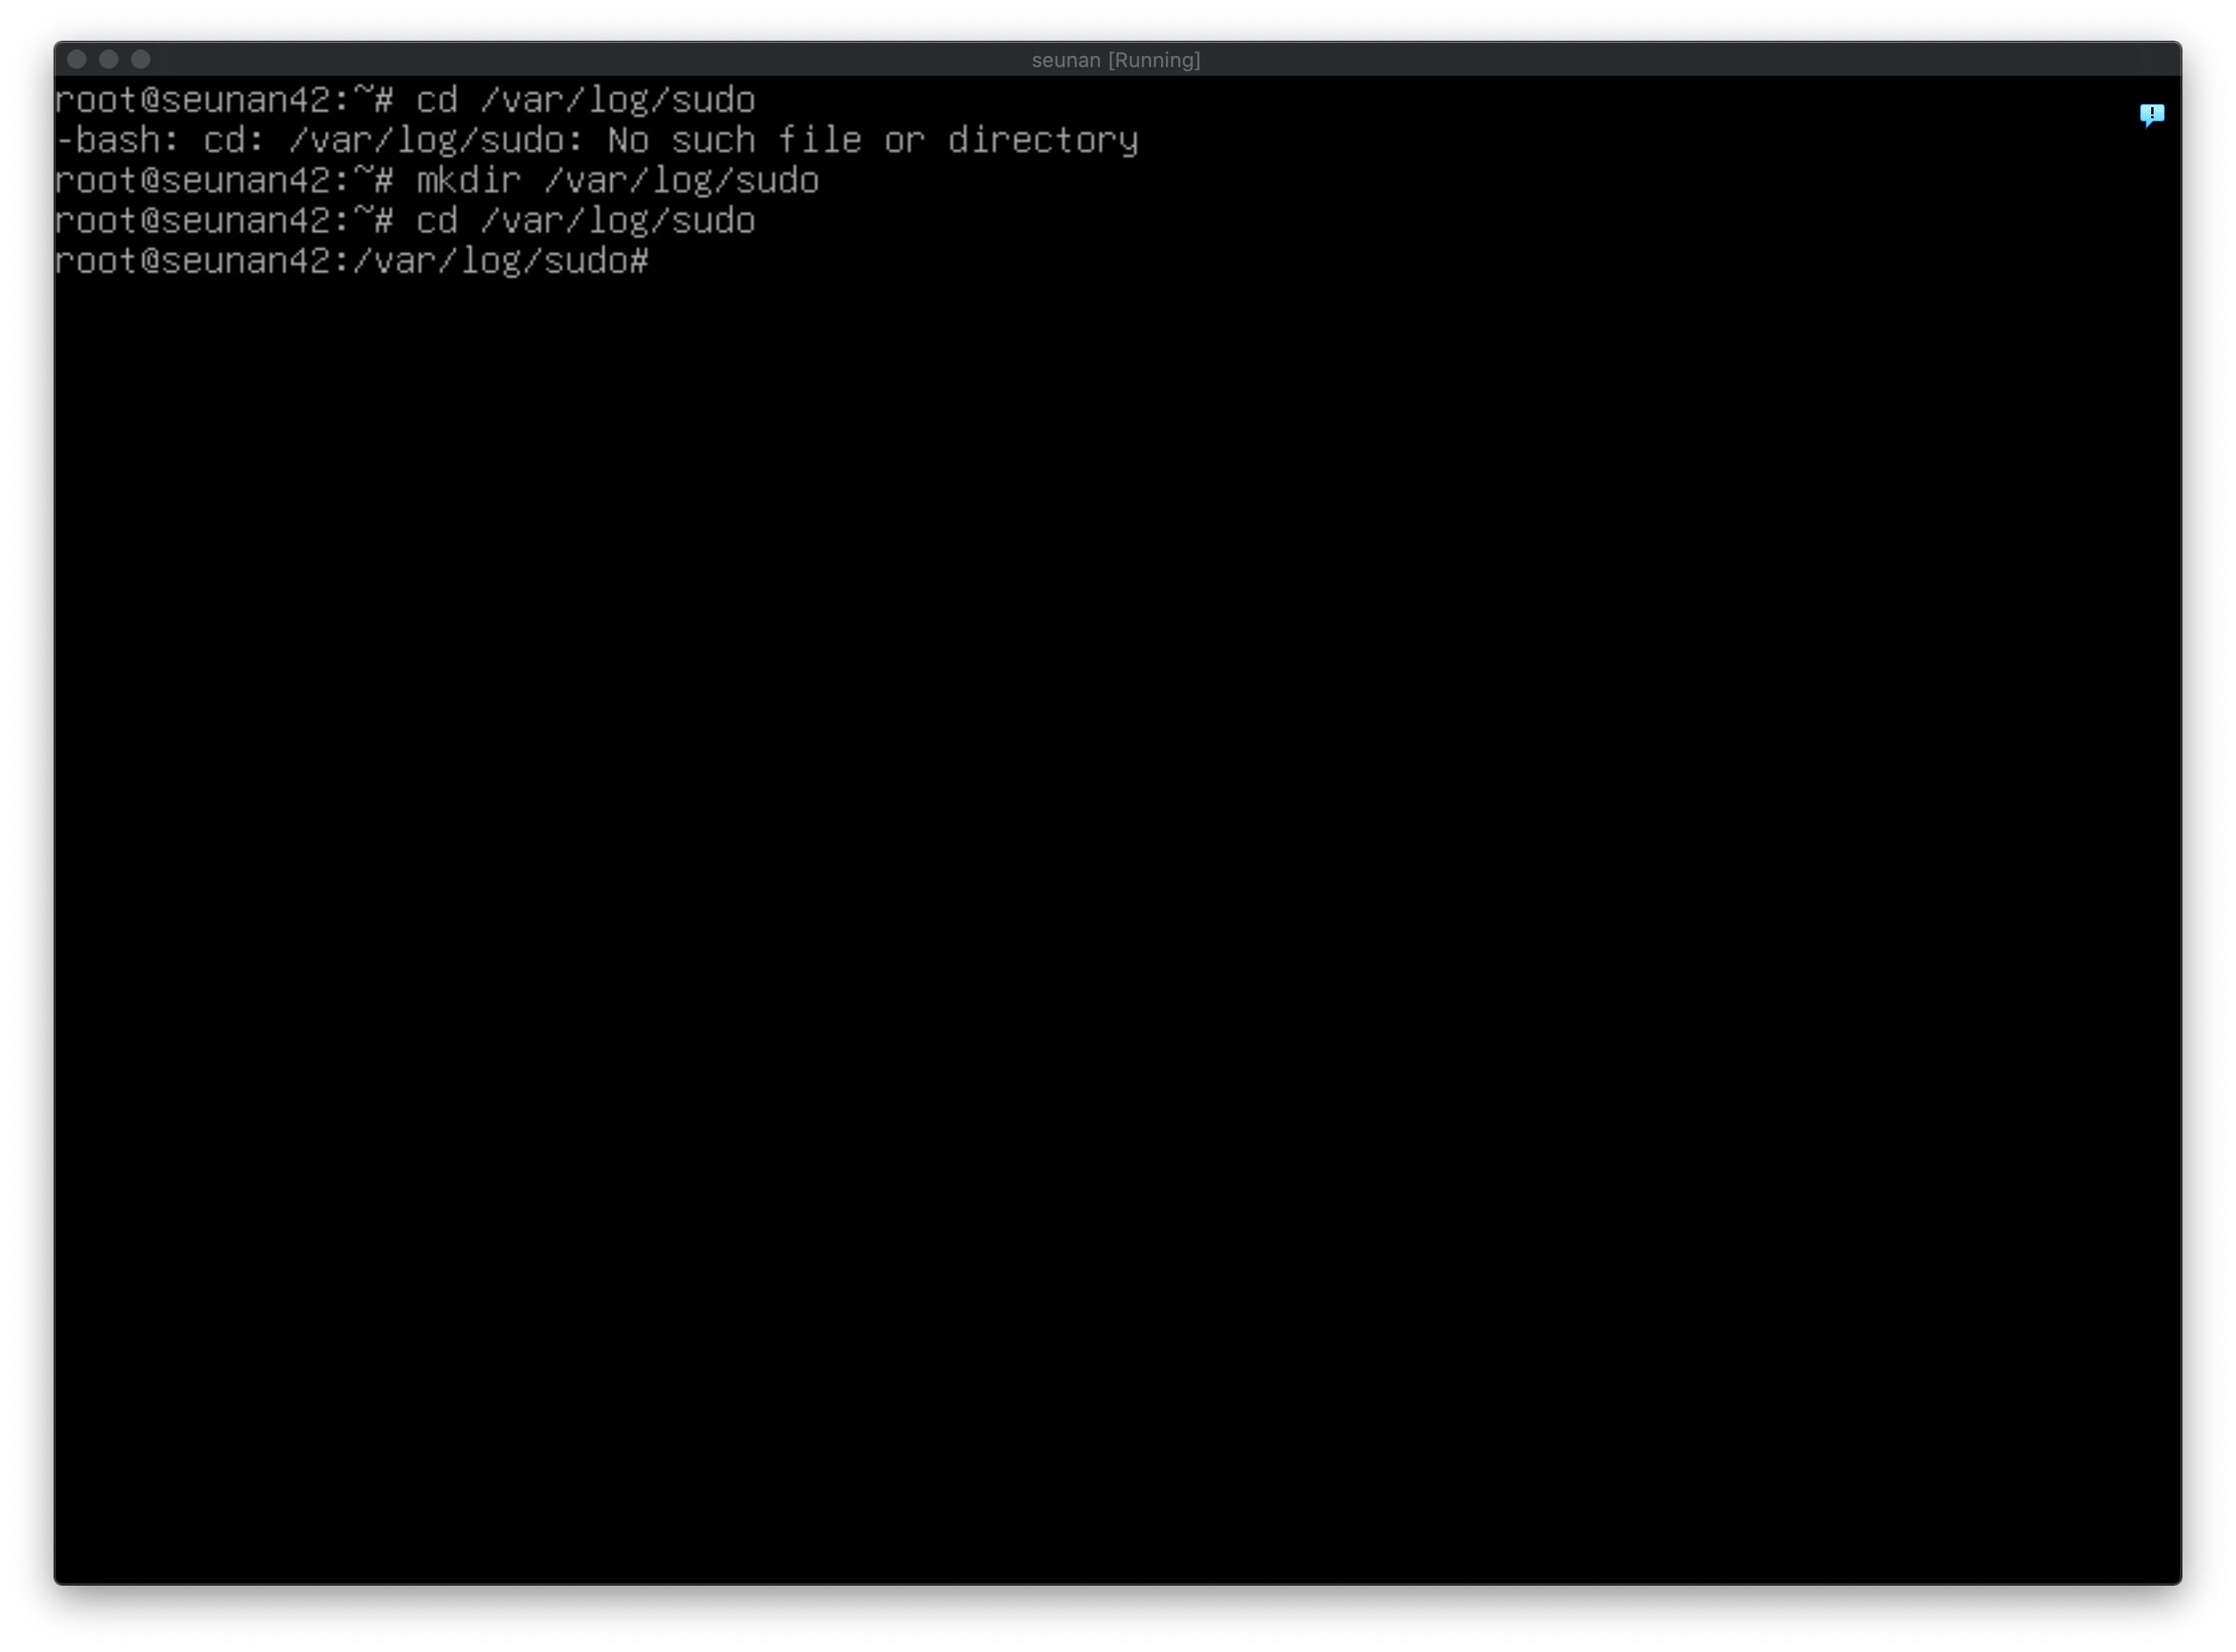 seunan [Running]
root@seunan42:~# cd /var/log/sudo
-bash: cd: /var/log/sudo: No such file or directory
root@seunan42:~# mkdir /var/log/sudo
root@seunan42:~# cd /var/log/sudo
root@seunan42:/var/log/sudo#